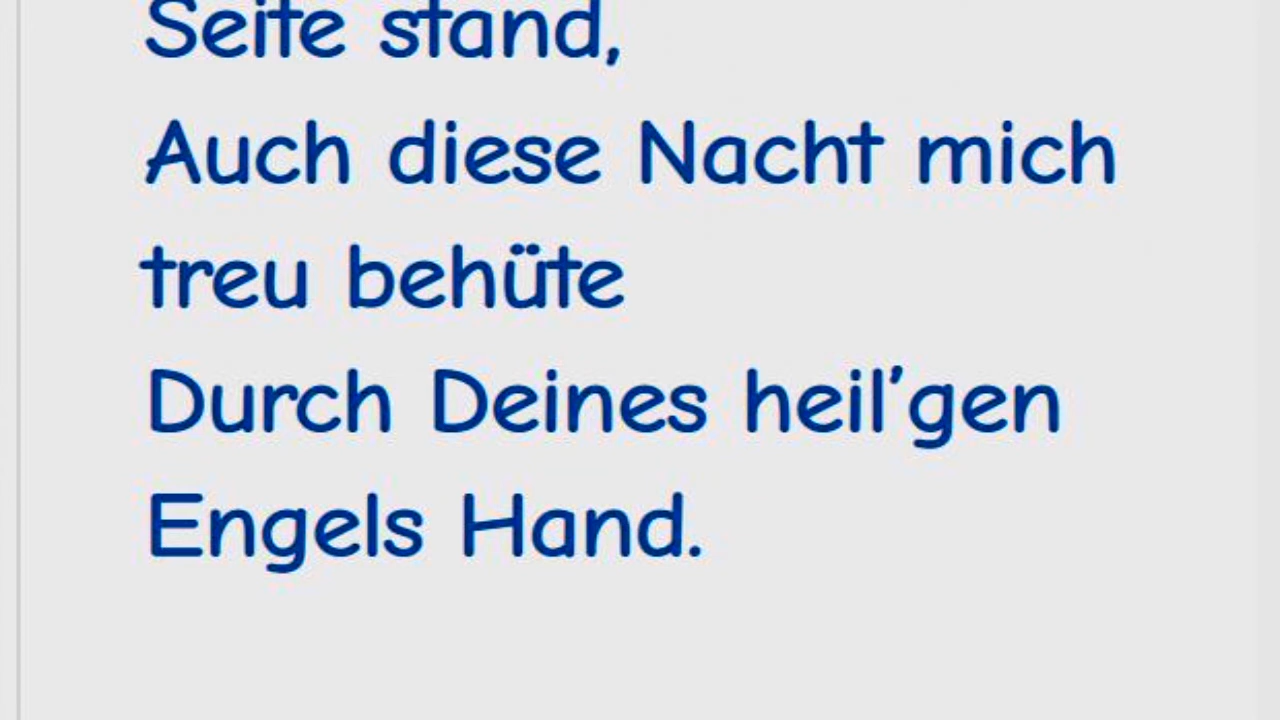 Seite stand,
Auch diese Nacht mich
treu behüte
Durch Deines heil'gen
Engels Hand.